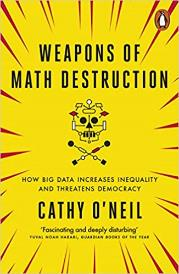 WEAPONS OF
MATH DESTRUCTION
HOW BIG DATA INCREASES INEQUALITY
AND THREATENS DEMOCRACY
CATHY O'NEIL
'Fascinating and deeply disturbing'
YUVAL NOAH HARARI, GUARDIAN BOOKS OF THE YEAR